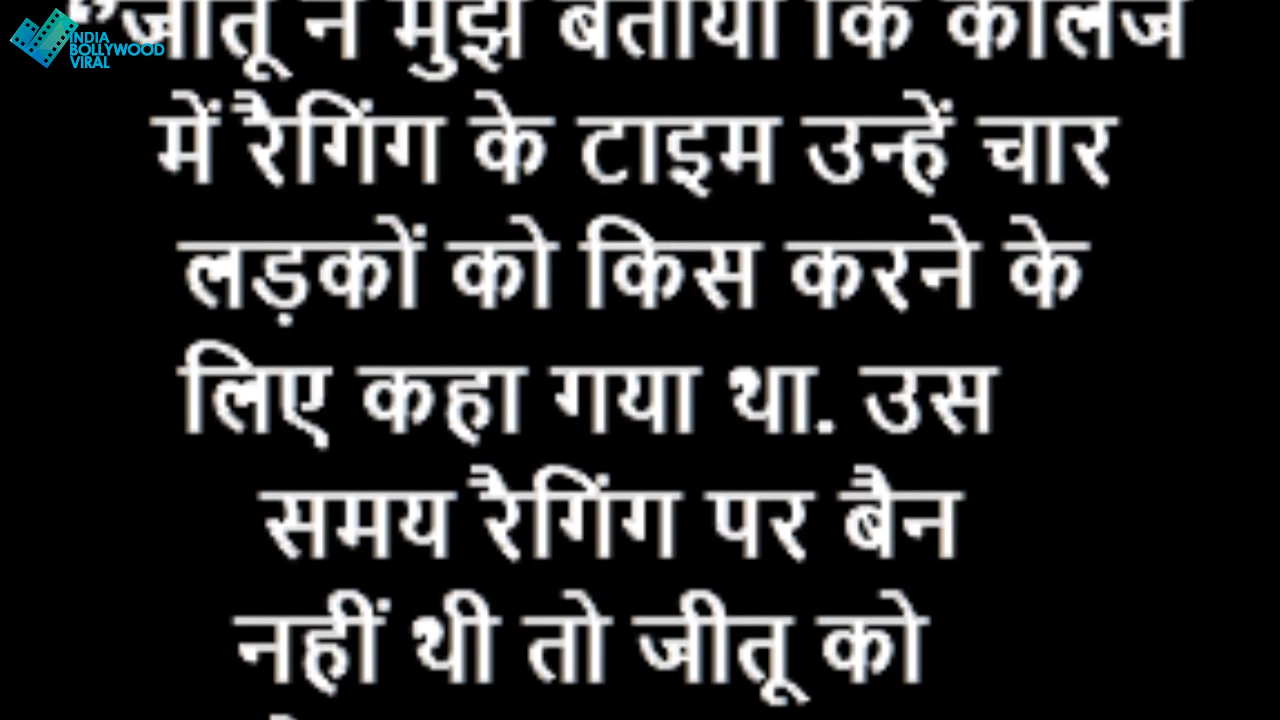 INDIA
BOLLYWOOD
VIRAL
"जीतू ने मुझे बताया कि कॉलेज
में रैगिंग के टाइम उन्हें चार
लड़कों को किस करने के
लिए कहा गया था. उस
समय रैगिंग पर बैन
नहीं थी तो जीतू को